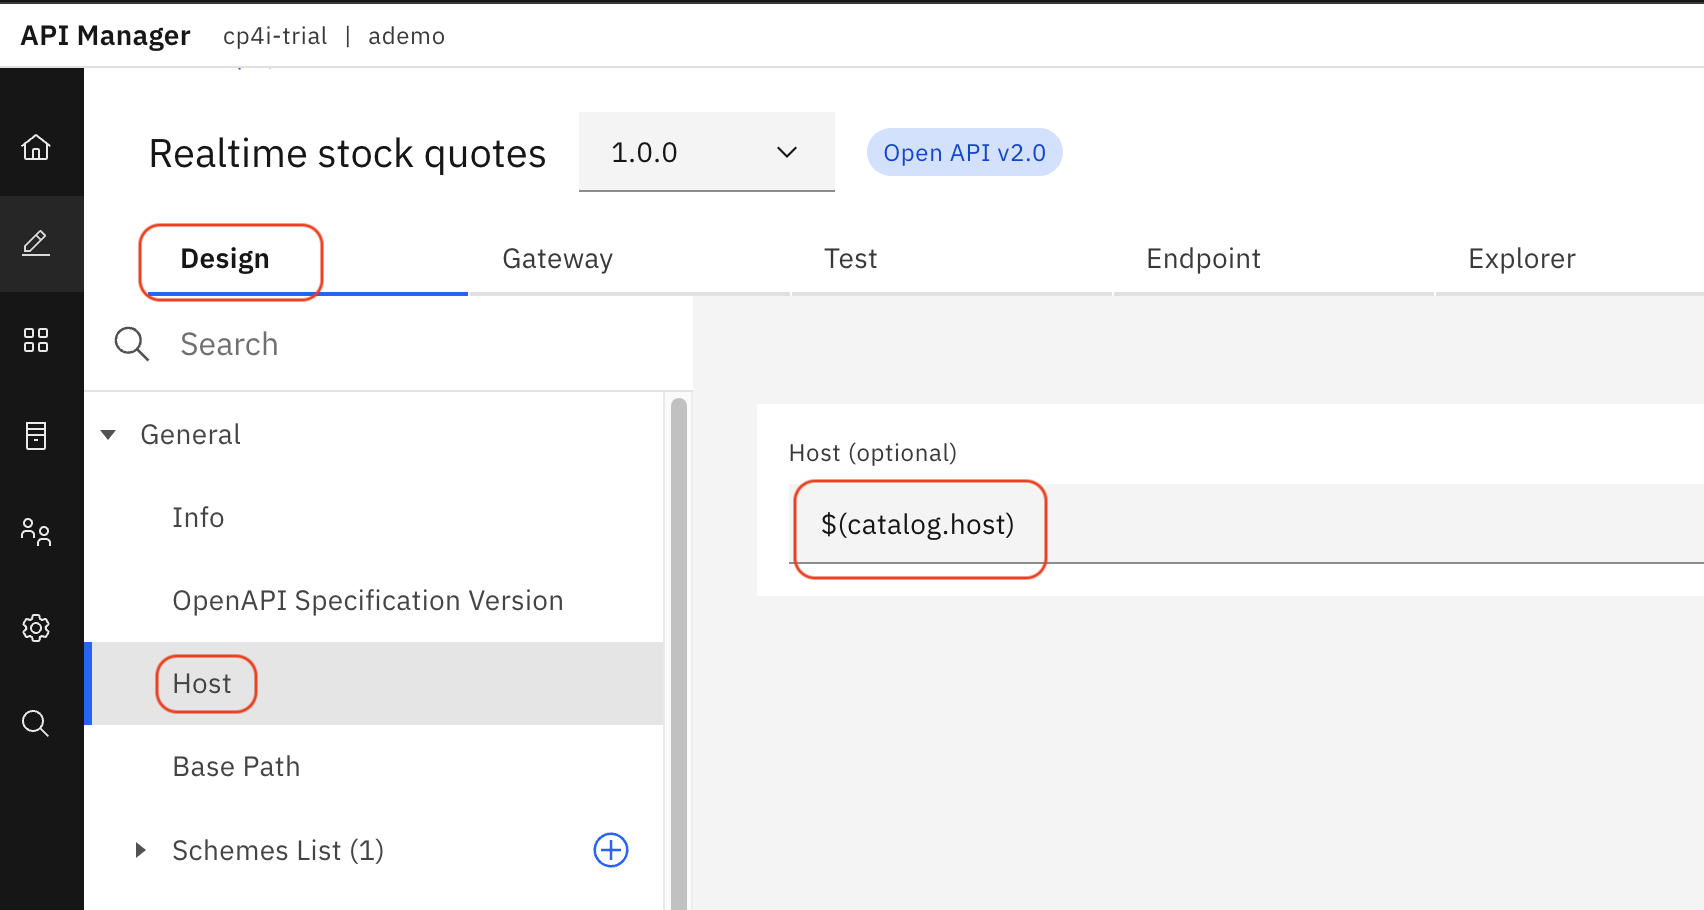 API Manager cp4i-trial | ademo
Realtime stock quotes 1.0.0 Open API v2.0
Design Gateway Test Endpoint Explorer
Search
General
Info
OpenAPI Specification Version
Host
Base Path
Schemes List (1)
Host (optional)
$(catalog.host)